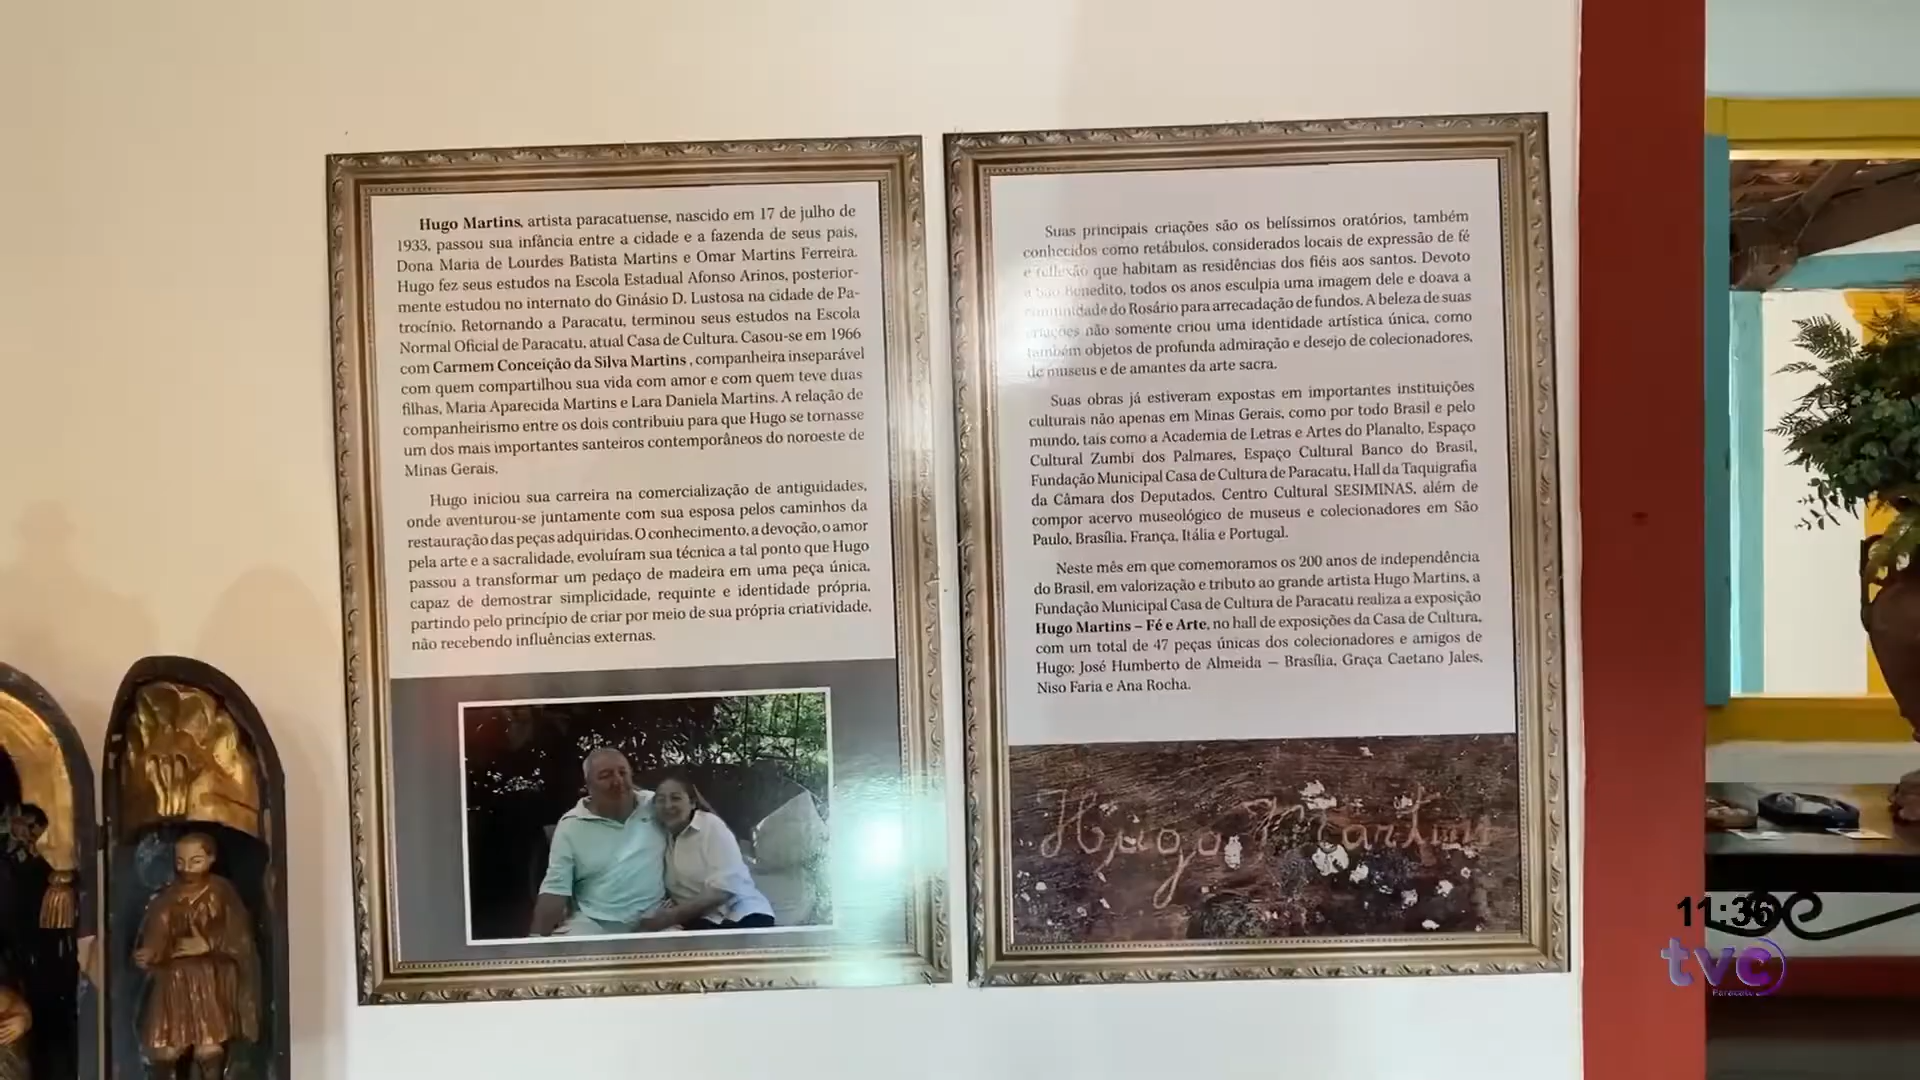 Hugo Martins, artista paracatuense, nascido em 17 de julho de
1933, passou sua infância entre a cidade e a fazenda de seus pais,
Dona Maria de Lourdes Batista Martins e Omar Martins Ferreira.
Hugo fez seus estudos na Escola Estadual Afonso Arinos, posterior-
mente estudou no internato do Ginásio D. Lustosa na cidade de Pa-
trocínio. Retornando a Paracatu, terminou seus estudos na Escola
Normal Oficial de Paracatu, atual Casa de Cultura. Casou-se em 1966
com Carmem Conceição da Silva Martins , companheira inseparável
com quem compartilhou sua vida com amor e com quem teve duas
filhas, Maria Aparecida Martins e Lara Daniela Martins. A relação de
companheirismo entre os dois contribuiu para que Hugo se tornasse
um dos mais importantes santeiros contemporâneos do noroeste de
Minas Gerais.
Hugo iniciou sua carreira na comercialização de antiguidades,
onde aventurou-se juntamente com sua esposa pelos caminhos da
restauração das peças adquiridas. O conhecimento, a devoção, o amor
pela arte e a sacralidade, evoluíram sua técnica a tal ponto que Hugo
passou a transformar um pedaço de madeira em uma peça única,
capaz de demostrar simplicidade, requinte e identidade própria,
partindo pelo princípio de criar por meio de sua própria criatividade,
não recebendo influências externas.
Suas principais criações são os belíssimos oratórios, também
conhecidos como retábulos, considerados locais de expressão de fé
e reflexão que habitam as residências dos fiéis aos santos. Devoto
a São Benedito, todos os anos esculpia uma imagem dele e doava a
comunidade do Rosário para arrecadação de fundos. A beleza de suas
criações não somente criou uma identidade artística única, como
também objetos de profunda admiração e desejo de colecionadores,
de museus e de amantes da arte sacra.
Suas obras já estiveram expostas em importantes instituições
culturais não apenas em Minas Gerais, como por todo Brasil e pelo
mundo, tais como a Academia de Letras e Artes do Planalto, Espaço
Cultural Zumbi dos Palmares, Espaço Cultural Banco do Brasil,
Fundação Municipal Casa de Cultura de Paracatu, Hall da Taquigrafia
da Câmara dos Deputados, Centro Cultural SESIMINAS, além de
compor acervo museológico de museus e colecionadores em São
Paulo, Brasília, França, Itália e Portugal.
Neste mês em que comemoramos os 200 anos de independência
do Brasil, em valorização e tributo ao grande artista Hugo Martins, a
Fundação Municipal Casa de Cultura de Paracatu realiza a exposição
Hugo Martins – Fé e Arte, no hall de exposições da Casa de Cultura,
com um total de 47 peças únicas dos colecionadores e amigos de
Hugo: José Humberto de Almeida – Brasília, Graça Caetano Jales,
Niso Faria e Ana Rocha.
Hugo Martins
11:36
tvc
Paracatu